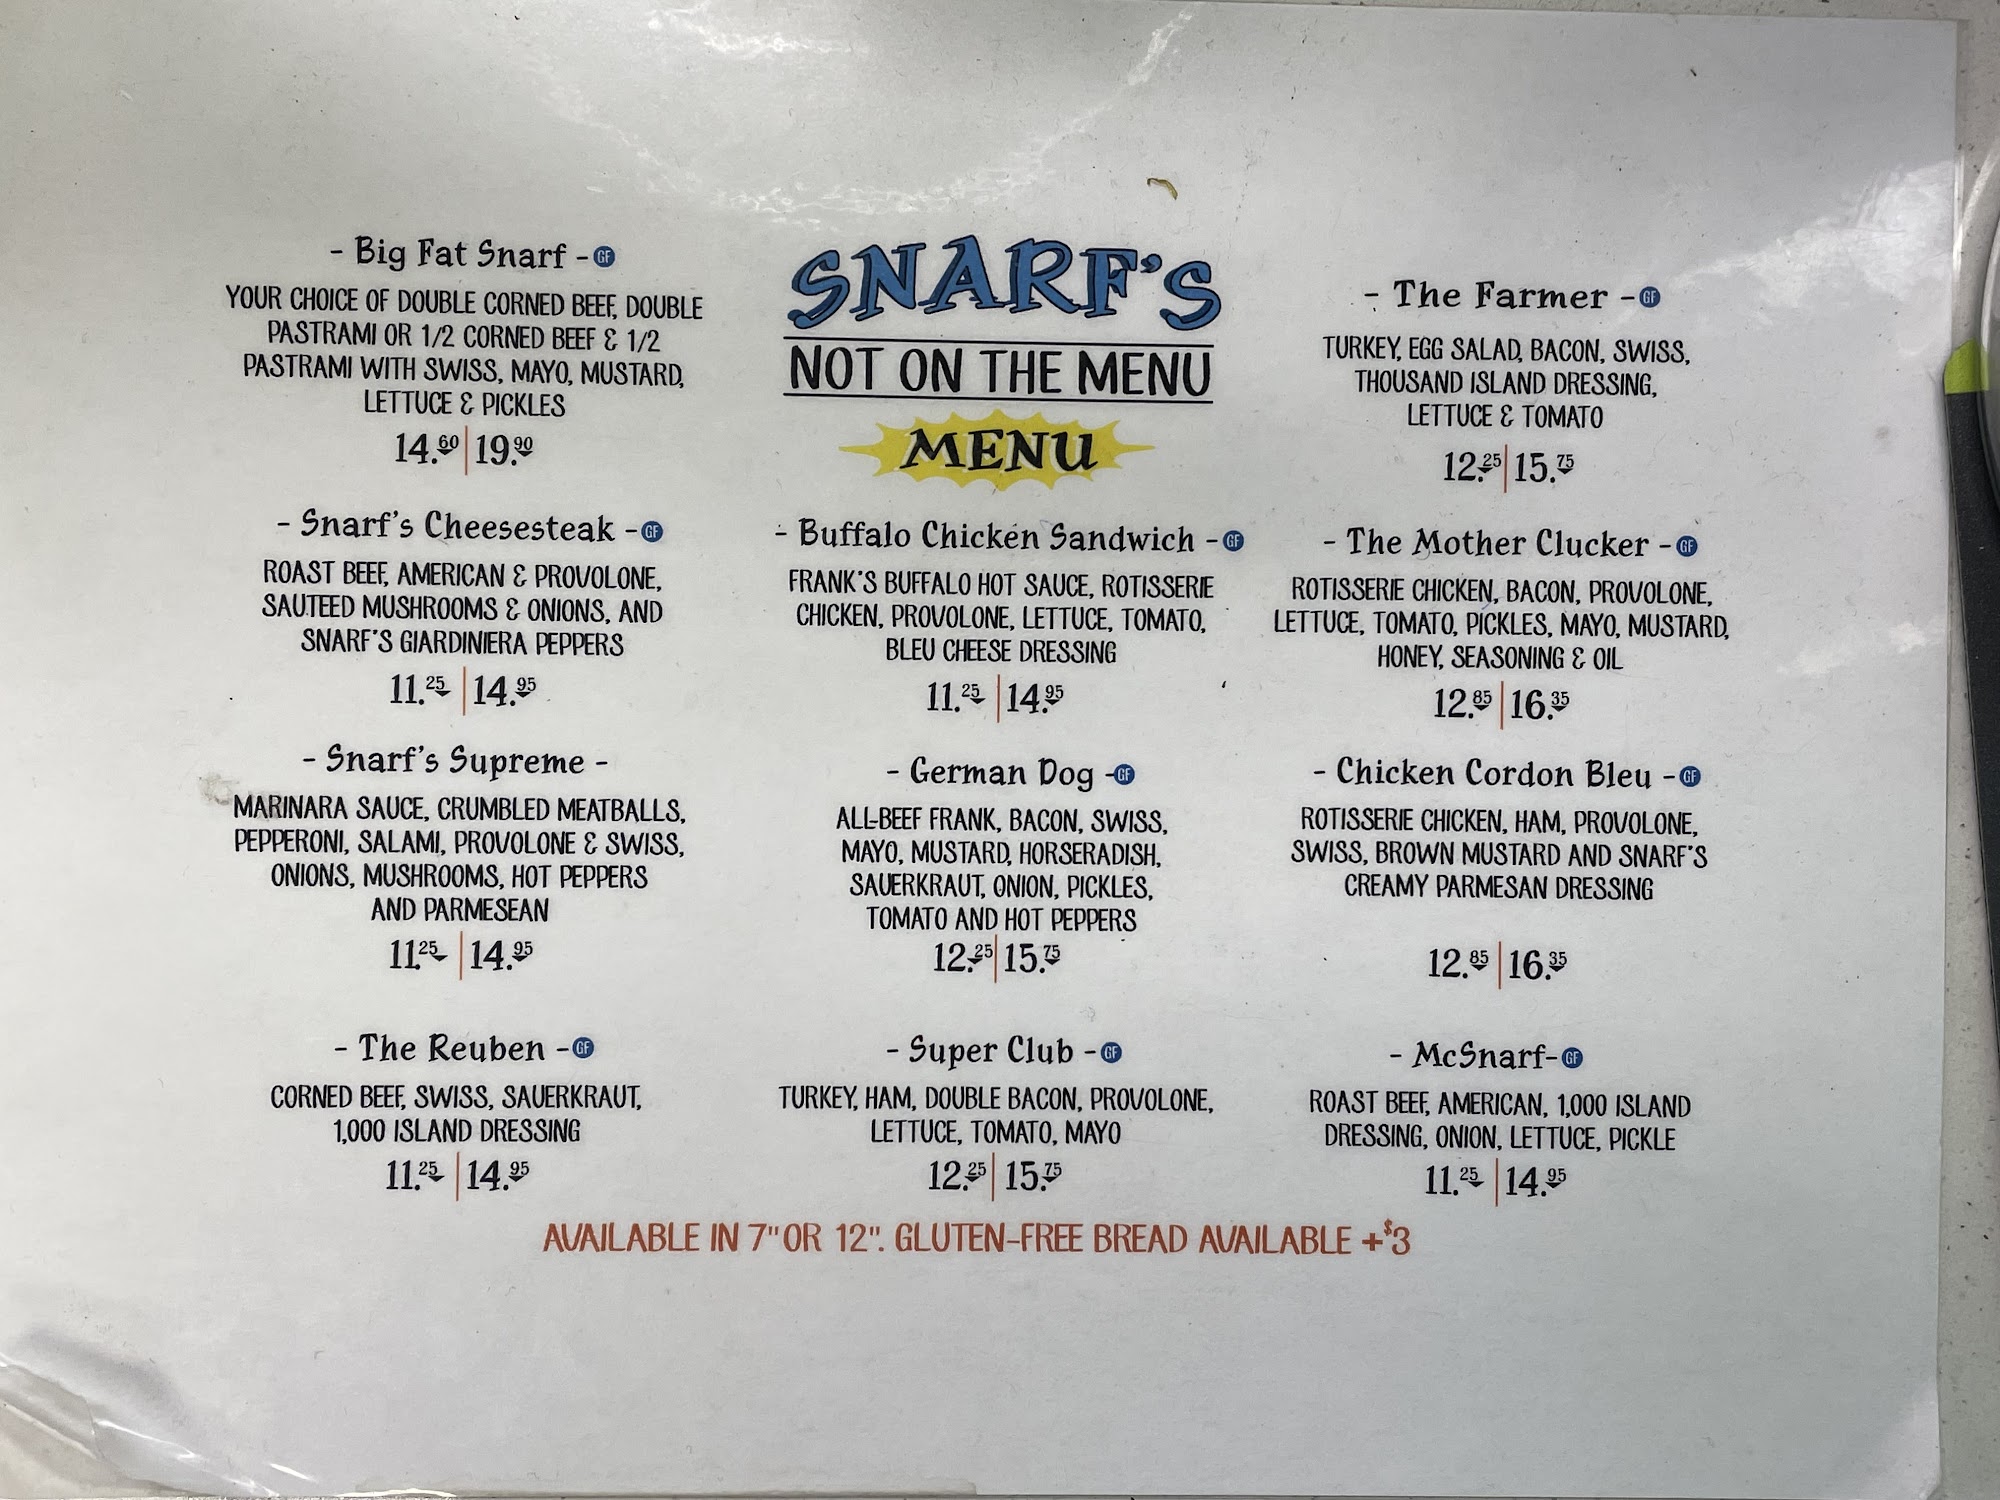 - Big Fat Snarf - GF
YOUR CHOICE OF DOUBLE CORNED BEEF, DOUBLE
PASTRAMI OR 1/2 CORNED BEEF & 1/2
PASTRAMI WITH SWISS, MAYO, MUSTARD,
LETTUCE & PICKLES
14.60 | 19.90
- Snarf's Cheesesteak - GF
ROAST BEEF, AMERICAN & PROVOLONE,
SAUTEED MUSHROOMS & ONIONS, AND
SNARF'S GIARDINIERA PEPPERS
11.25 | 14.95
- Snarf's Supreme -
MARINARA SAUCE, CRUMBLED MEATBALLS,
PEPPERONI, SALAMI, PROVOLONE & SWISS,
ONIONS, MUSHROOMS, HOT PEPPERS
AND PARMESEAN
11.25 | 14.95
- The Reuben - GF
CORNED BEEF, SWISS, SAUERKRAUT,
1,000 ISLAND DRESSING
11.25 | 14.95
SNARF'S
NOT ON THE MENU
MENU
- Buffalo Chicken Sandwich - GF
FRANK'S BUFFALO HOT SAUCE, ROTISSERIE
CHICKEN, PROVOLONE, LETTUCE, TOMATO,
BLEU CHEESE DRESSING
11.25 | 14.95
- German Dog - GF
ALL-BEEF FRANK, BACON, SWISS,
MAYO, MUSTARD, HORSERADISH,
SAUERKRAUT, ONION, PICKLES,
TOMATO AND HOT PEPPERS
12.25 | 15.75
- Super Club - GF
TURKEY, HAM, DOUBLE BACON, PROVOLONE,
LETTUCE, TOMATO, MAYO
12.25 | 15.75
- The Farmer - GF
TURKEY, EGG SALAD, BACON, SWISS,
THOUSAND ISLAND DRESSING,
LETTUCE & TOMATO
12.25 | 15.75
- The Mother Clucker - GF
ROTISSERIE CHICKEN, BACON, PROVOLONE,
LETTUCE, TOMATO, PICKLES, MAYO, MUSTARD,
HONEY, SEASONING & OIL
12.85 | 16.35
- Chicken Cordon Bleu - GF
ROTISSERIE CHICKEN, HAM, PROVOLONE,
SWISS, BROWN MUSTARD AND SNARF'S
CREAMY PARMESAN DRESSING
12.85 | 16.35
- McSnarf- GF
ROAST BEEF, AMERICAN, 1,000 ISLAND
DRESSING, ONION, LETTUCE, PICKLE
11.25 | 14.95
AVAILABLE IN 7" OR 12". GLUTEN-FREE BREAD AVAILABLE +$3